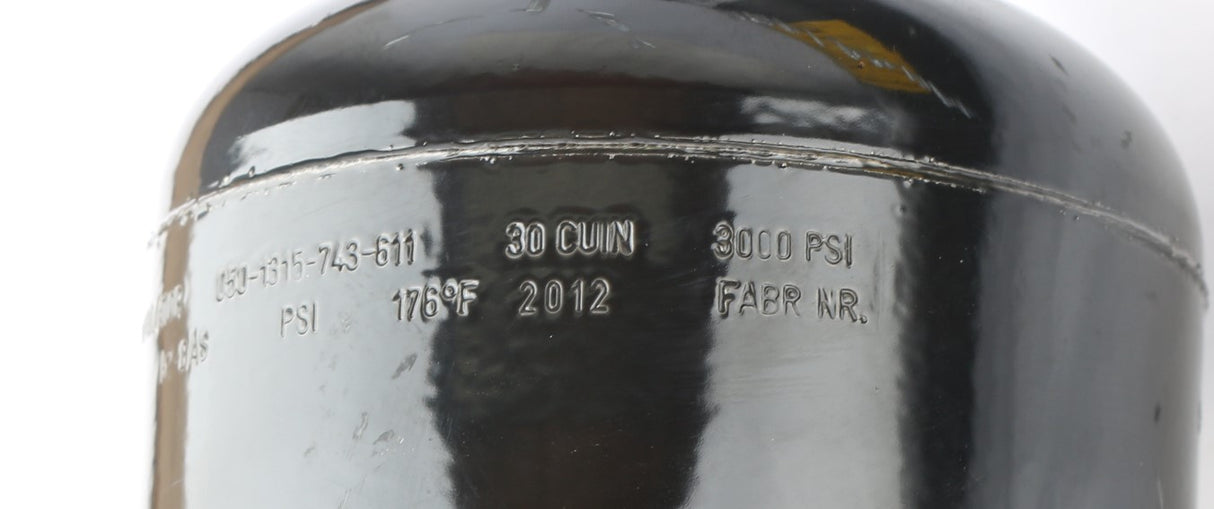 050-1315-743-611 30 CUIN 3000 PSI
PSI 176°F 2012 FABR NR.